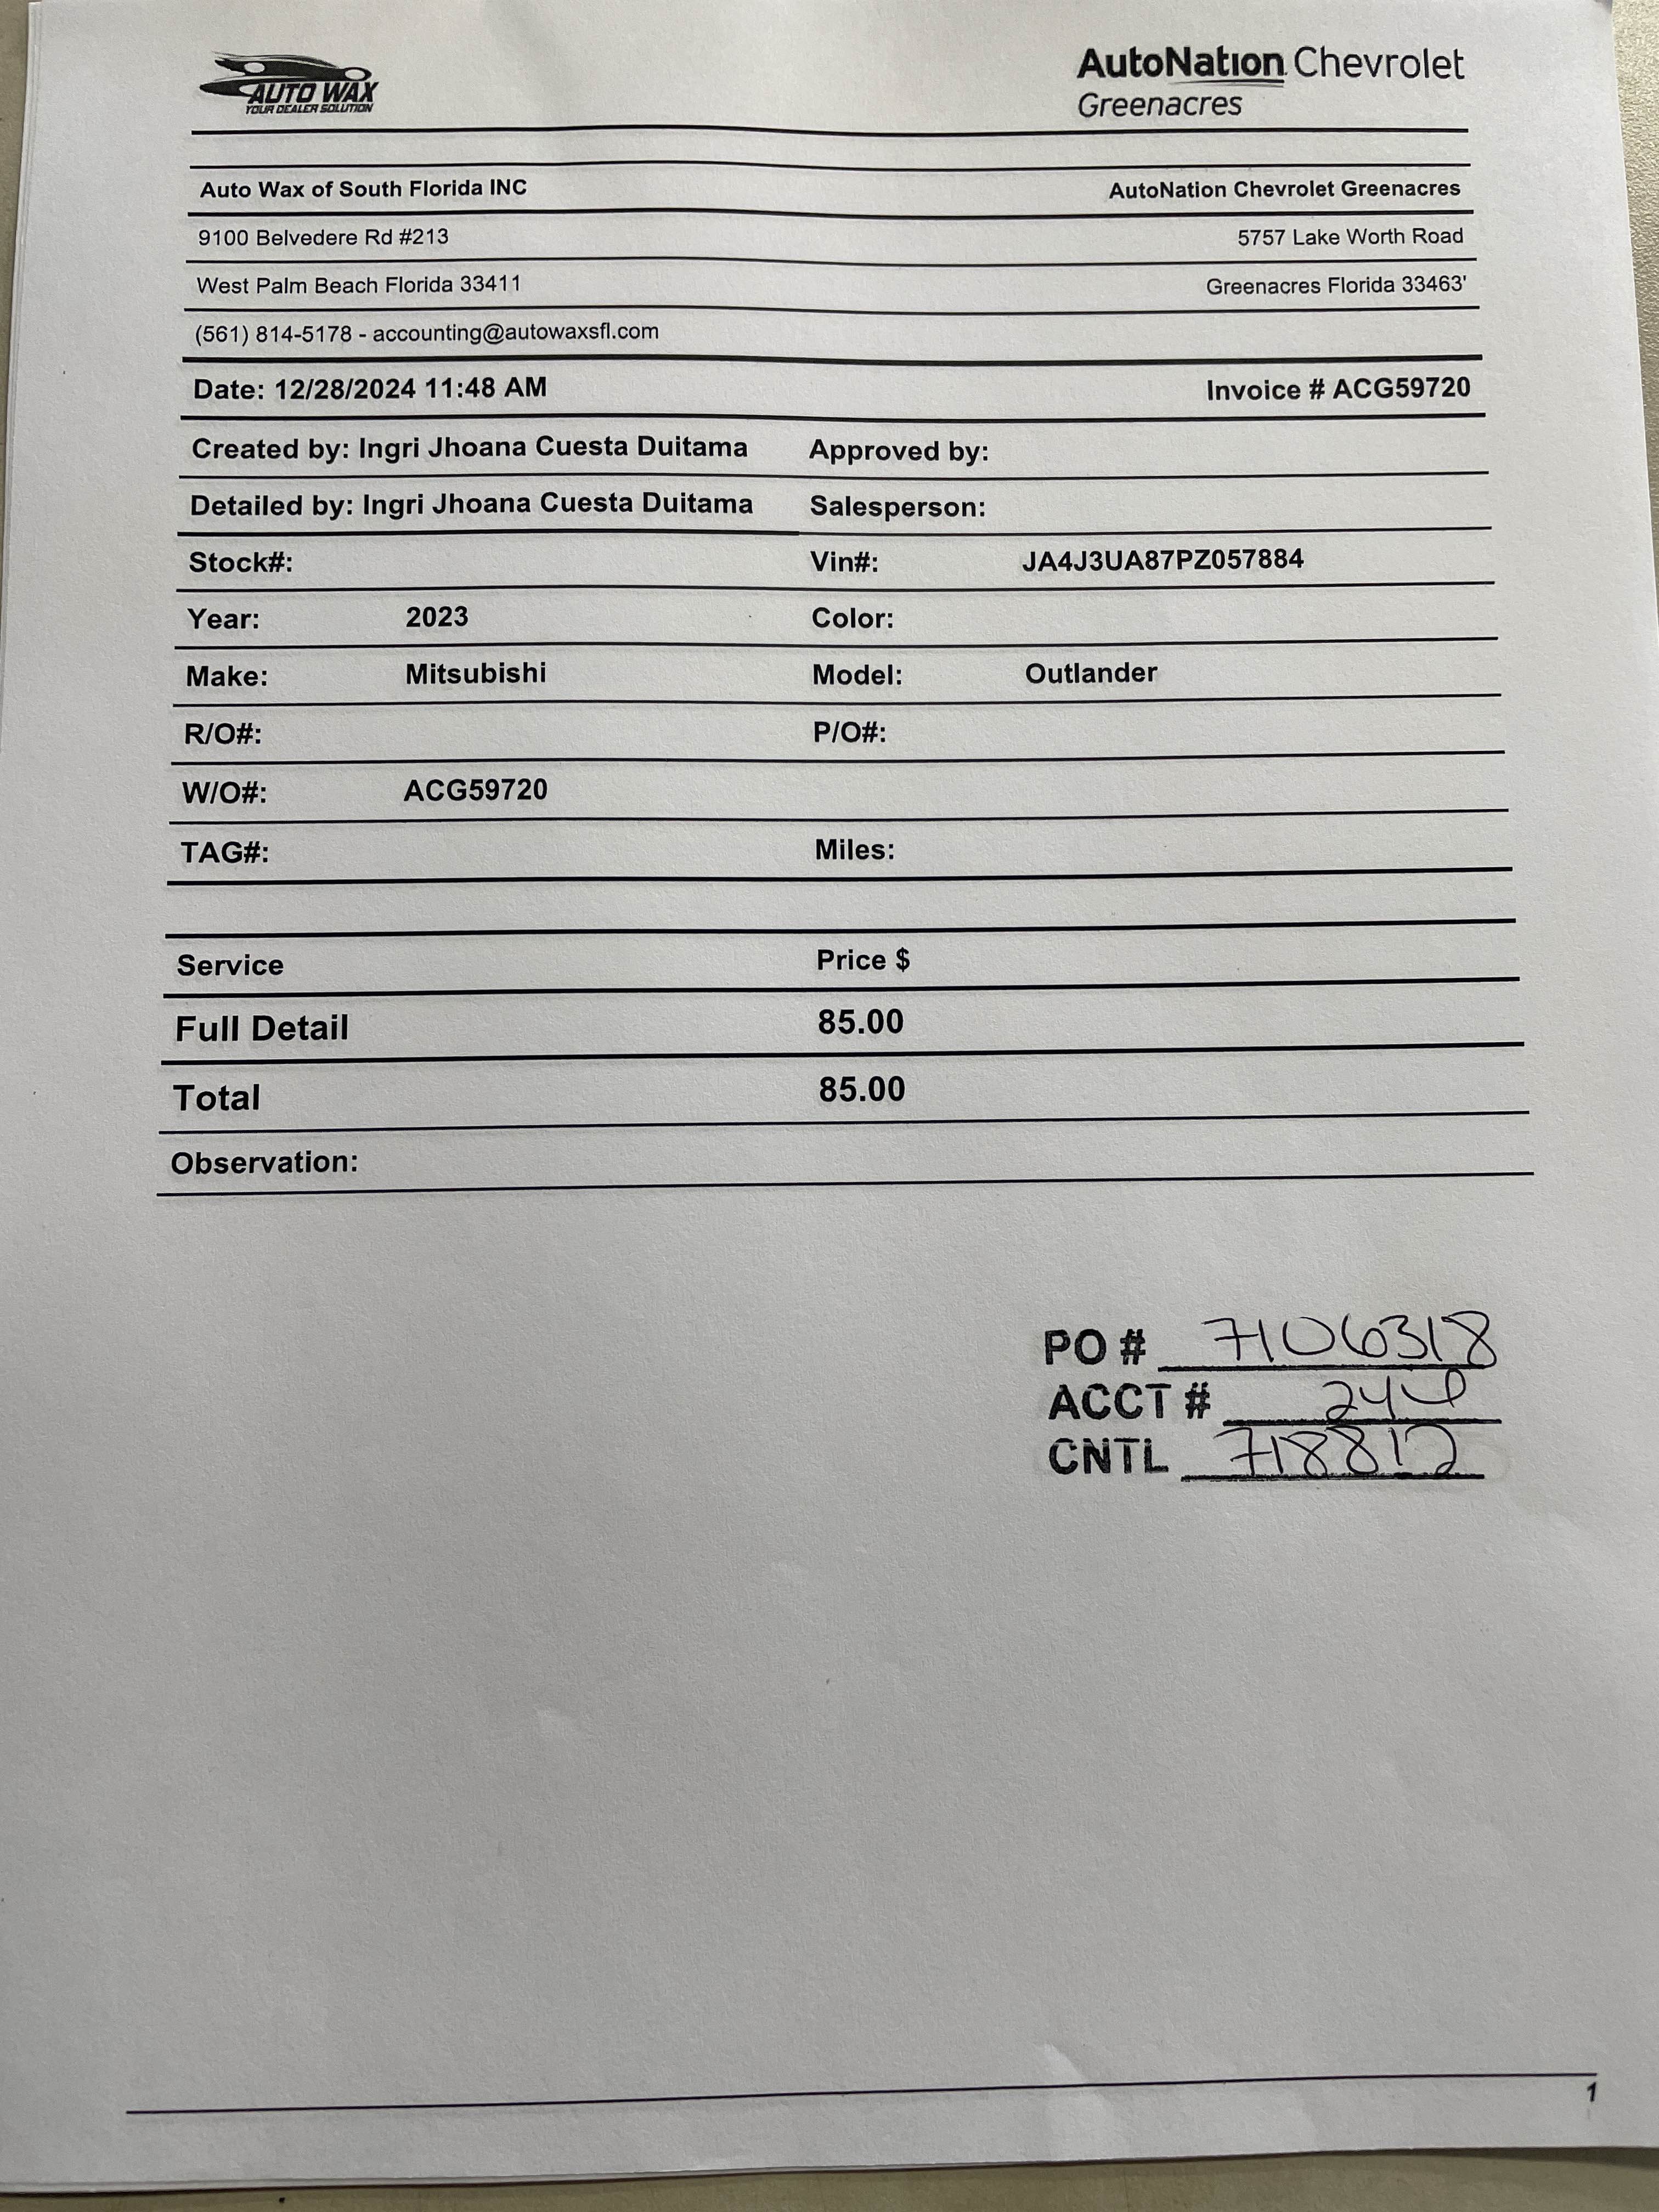 AUTO WAX
YOUR DEALER SOLUTION
AutoNation Chevrolet
Greenacres
Auto Wax of South Florida INC AutoNation Chevrolet Greenacres
9100 Belvedere Rd #213 5757 Lake Worth Road
West Palm Beach Florida 33411 Greenacres Florida 33463'
(561) 814-5178 - accounting@autowaxsfl.com
Date: 12/28/2024 11:48 AM Invoice # ACG59720
Created by: Ingri Jhoana Cuesta Duitama Approved by:
Detailed by: Ingri Jhoana Cuesta Duitama Salesperson:
Stock#: Vin#: JA4J3UA87PZ057884
Year: 2023 Color:
Make: Mitsubishi Model: Outlander
R/O#: P/O#:
W/O#: ACG59720
TAG#: Miles:
Service Price $
Full Detail 85.00
Total 85.00
Observation:
PO # 7106318
ACCT #
CNTL 718812
1